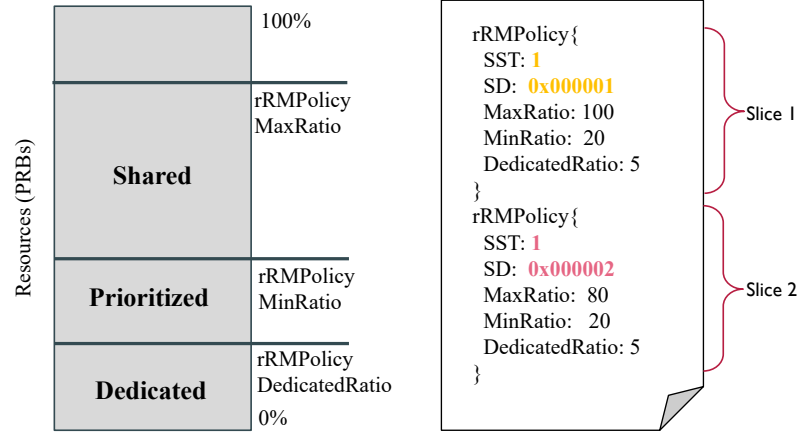 Resources (PRBs)
100%
rRMPolicy
MaxRatio
Shared
rRMPolicy
MinRatio
Prioritized
rRMPolicy
DedicatedRatio
Dedicated
0%
rRMPolicy{
SST: 1
SD: 0x000001
MaxRatio: 100
MinRatio: 20
DedicatedRatio: 5
}
Slice 1
rRMPolicy{
SST: 1
SD: 0x000002
MaxRatio: 80
MinRatio: 20
DedicatedRatio: 5
}
Slice 2